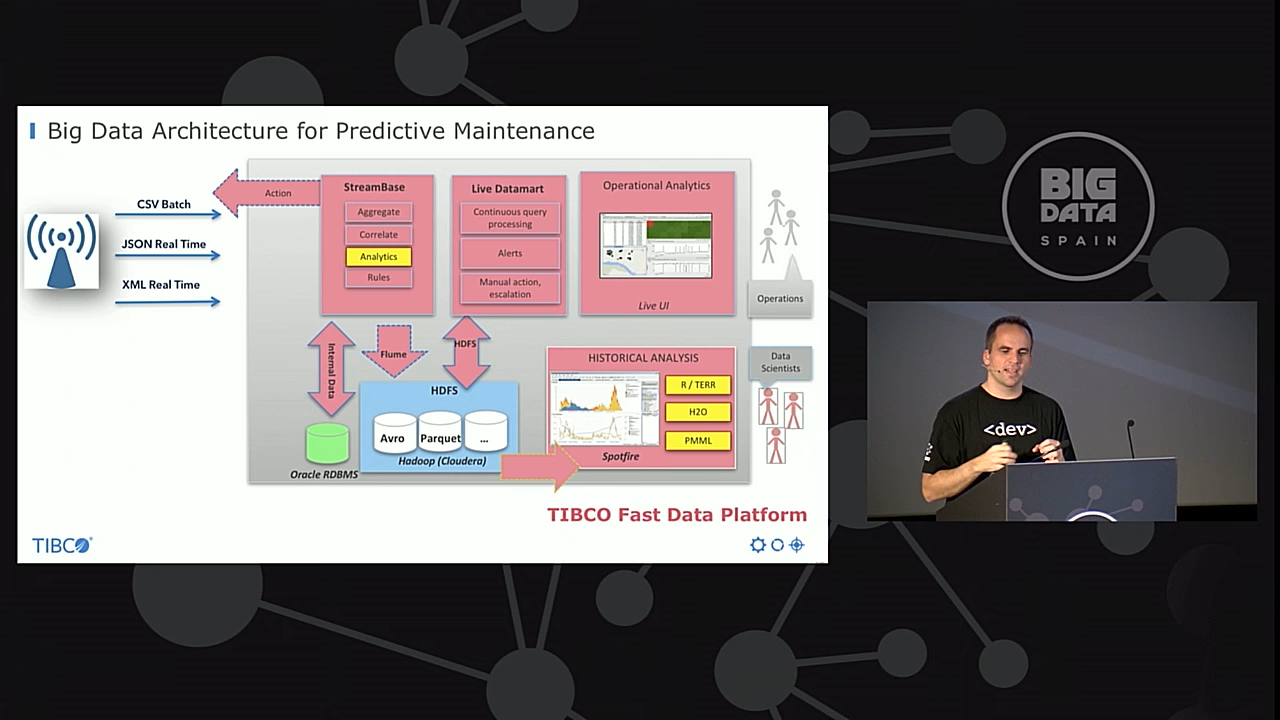 Big Data Architecture for Predictive Maintenance
CSV Batch
JSON Real Time
XML Real Time
Action
StreamBase
Aggregate
Correlate
Analytics
Rules
Live Datamart
Continuous query
processing
Alerts
Manual action,
escalation
Operational Analytics
Live UI
Operations
Internal Data
Flume
HDFS
HDFS
Avro
Parquet
...
Hadoop (Cloudera)
Oracle RDBMS
HISTORICAL ANALYSIS
R / TERR
H2O
PMML
Spotfire
Data
Scientists
TIBCO Fast Data Platform
TIBCO
BIG
DATA
SPAIN
<dev>